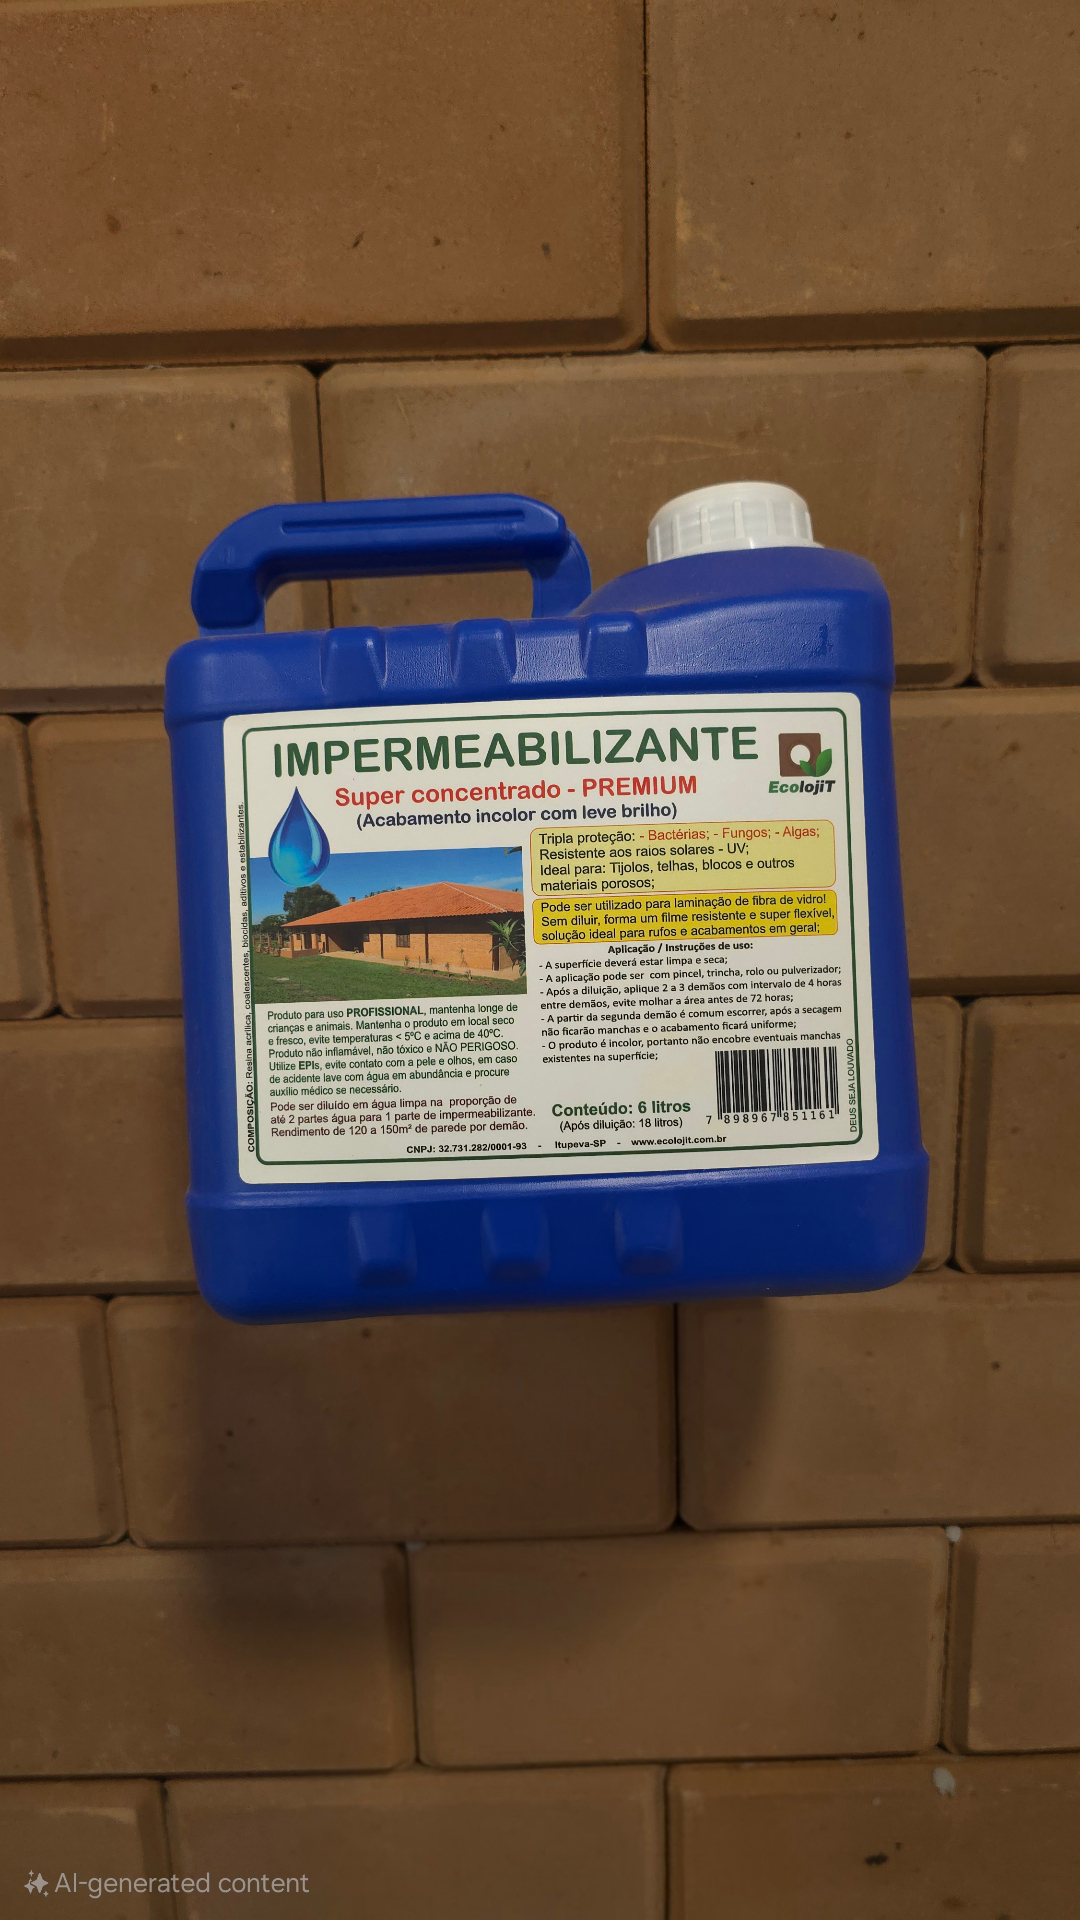 IMPERMEABILIZANTE
EcolojiT
Super concentrado - PREMIUM
(Acabamento incolor com leve brilho)
Tripla proteção: - Bactérias; - Fungos; - Algas;
Resistente aos raios solares - UV;
Ideal para: Tijolos, telhas, blocos e outros
materiais porosos;
Pode ser utilizado para laminação de fibra de vidro!
Sem diluir, forma um filme resistente e super flexível,
solução ideal para rufos e acabamentos em geral;
Aplicação / Instruções de uso:
- A superfície deverá estar limpa e seca;
- A aplicação pode ser com pincel, trincha, rolo ou pulverizador;
- Após a diluição, aplique 2 a 3 demãos com intervalo de 4 horas
entre demãos, evite molhar a área antes de 72 horas;
- A partir da segunda demão é comum escorrer, após a secagem
não ficarão manchas e o acabamento ficará uniforme;
- O produto é incolor, portanto não encobre eventuais manchas
existentes na superfície;
Produto para uso PROFISSIONAL, mantenha longe de
crianças e animais. Mantenha o produto em local seco
e fresco, evite temperaturas < 5ºC e acima de 40ºC.
Produto não inflamável, não tóxico e NÃO PERIGOSO.
Utilize EPIs, evite contato com a pele e olhos, em caso
de acidente lave com água em abundância e procure
auxílio médico se necessário.
Pode ser diluído em água limpa na proporção de
até 2 partes água para 1 parte de impermeabilizante.
Rendimento de 120 a 150m² de parede por demão.
Conteúdo: 6 litros
(Após diluição: 18 litros)
7 898967 851161
CNPJ: 32.731.282/0001-93 - Itupeva-SP - www.ecolojit.com.br
COMPOSIÇÃO: Resina acrílica, coalescentes, biocidas, aditivos e estabilizantes.
DEUS SEJA LOUVADO
AI-generated content